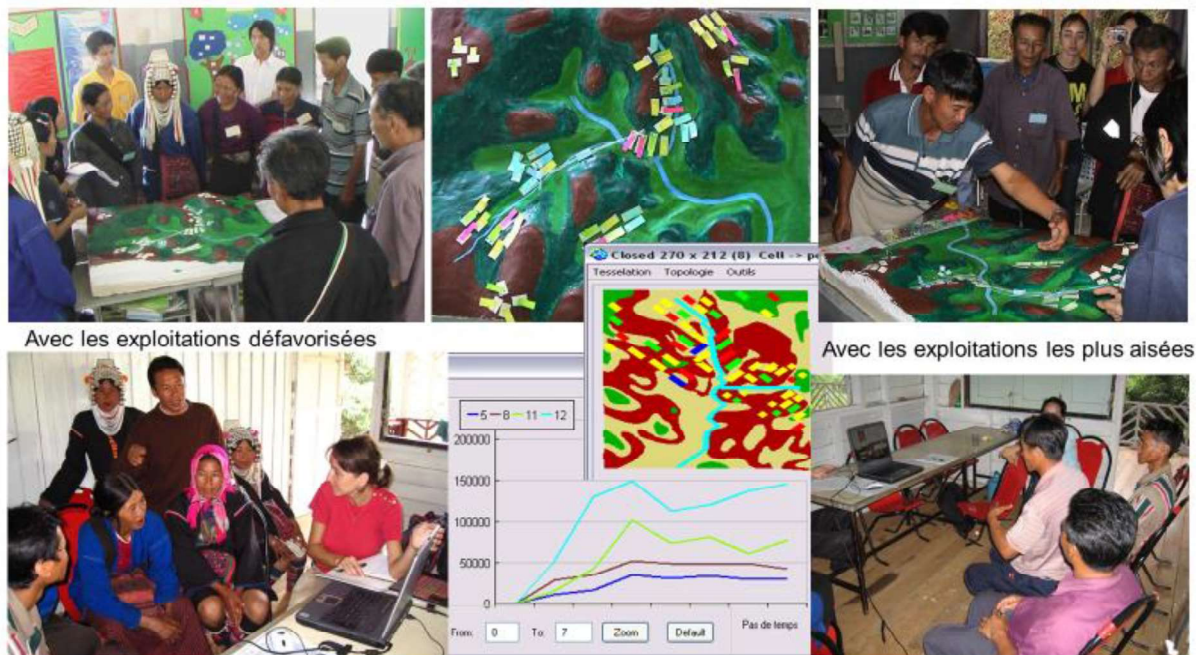 Closed 270 x 212 (8) Cell ->
Tesselation Topologie Outils
Avec les exploitations défavorisées
Avec les exploitations les plus aisées
5 8 11 12
200000
150000
100000
50000
0
From: 0 To: 7 Zoom Default
Pas de temps